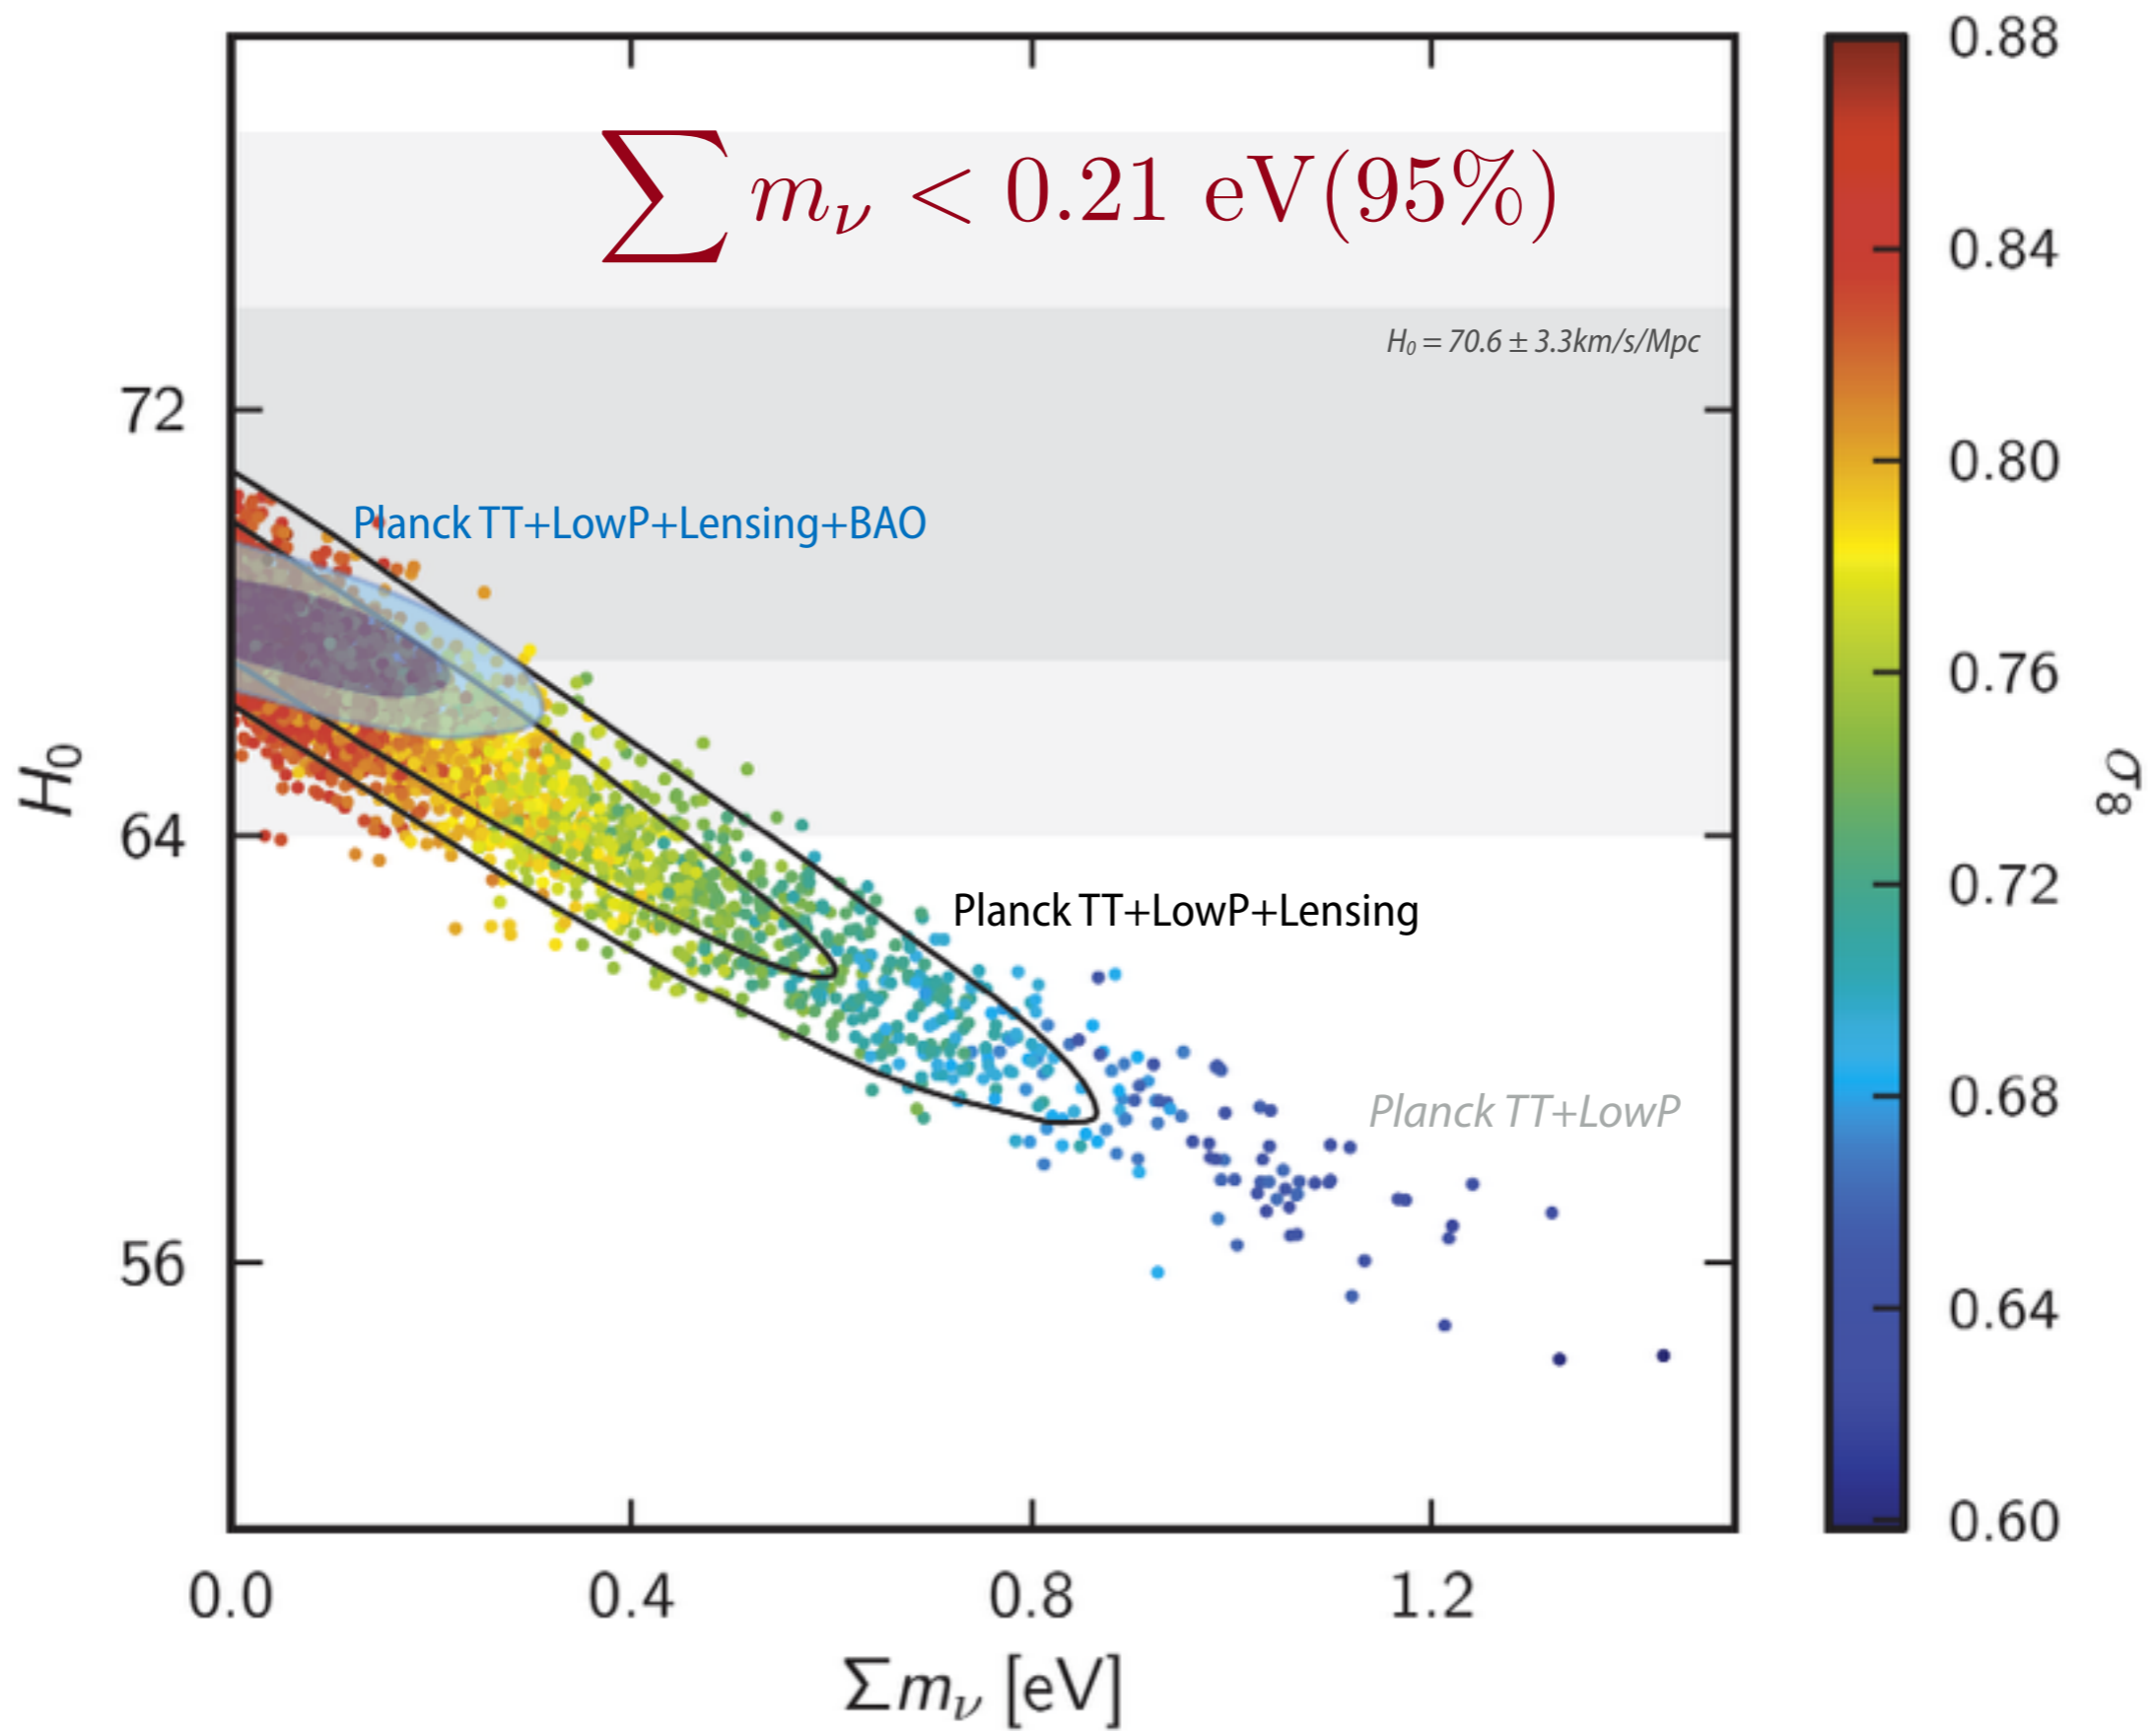 ∑ mν < 0.21 eV(95%)
H0 = 70.6 ± 3.3km/s/Mpc
Planck TT+LowP+Lensing+BAO
Planck TT+LowP+Lensing
Planck TT+LowP
H0
72
64
56
0.0 0.4 0.8 1.2
Σmν [eV]
0.88
0.84
0.80
0.76
0.72
0.68
0.64
0.60
σ8